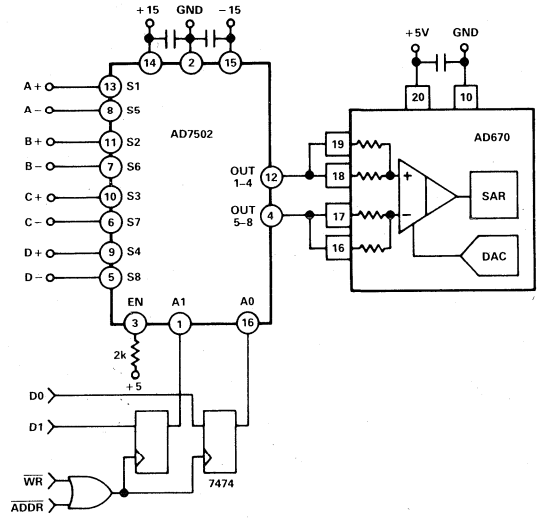 +15 GND -15
14 2 15
+5V GND
20 10
A+ 13 S1
A- 8 S5
AD7502
B+ 11 S2
B- 7 S6
C+ 10 S3
C- 6 S7
D+ 9 S4
D- 5 S8
OUT
1-4
12
OUT
5-8
4
AD670
19
18 +
17 -
16
SAR
DAC
EN A1 A0
3 1 16
2k
+5
D0
D1
7474
WR
ADDR